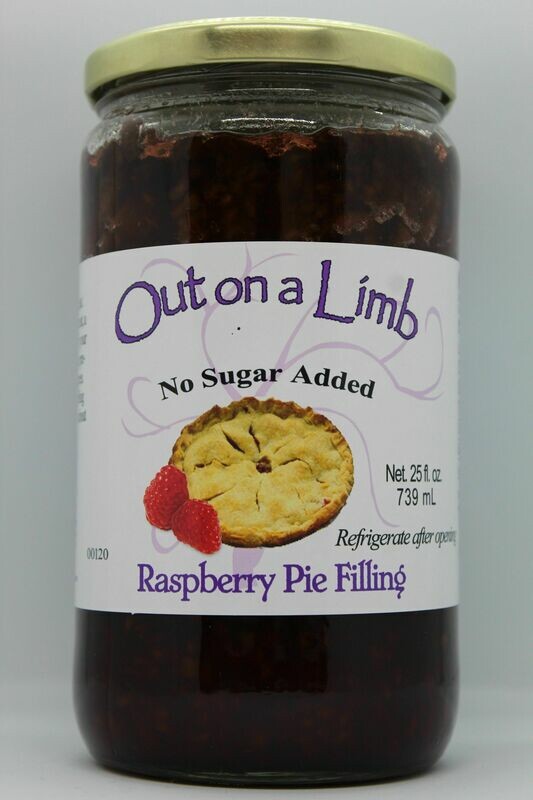 Out on a Limb
No Sugar Added
Net. 25 fl. oz.
739 mL
Refrigerate after opening
00120
Raspberry Pie Filling